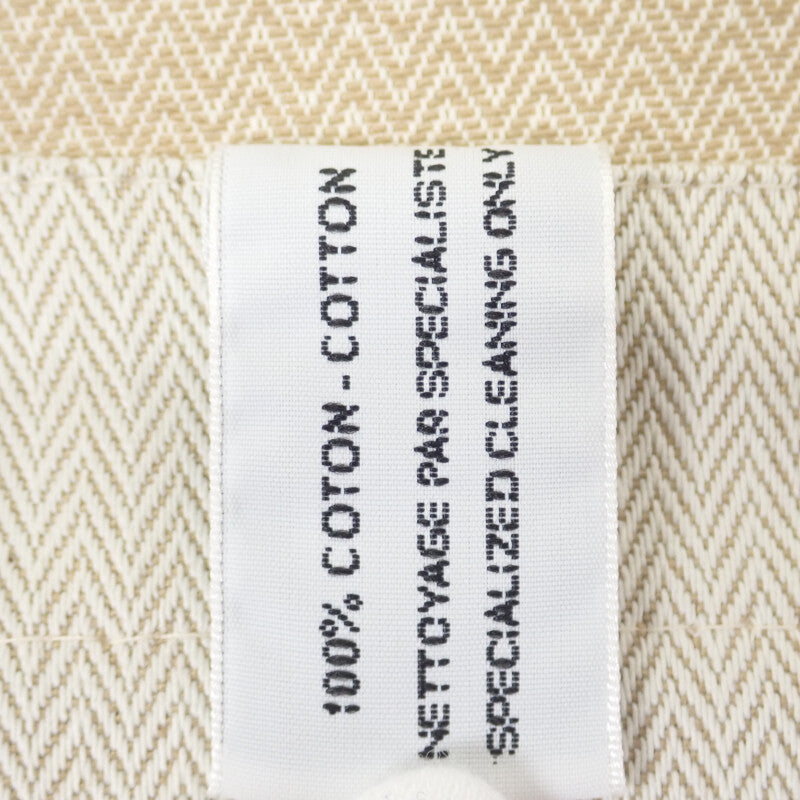 100% COTON - COTTON
NETTOYAGE PAR SPECIALISTE
SPECIALIZED CLEANING ONLY